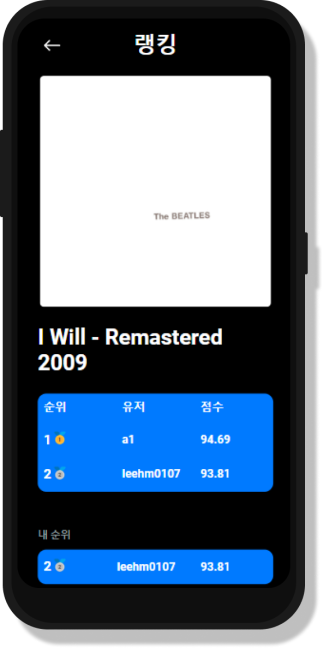 ← 랭킹
The BEATLES
I Will - Remastered
2009
순위 유저 점수
1 a1 94.69
2 leehm0107 93.81
내 순위
2 leehm0107 93.81